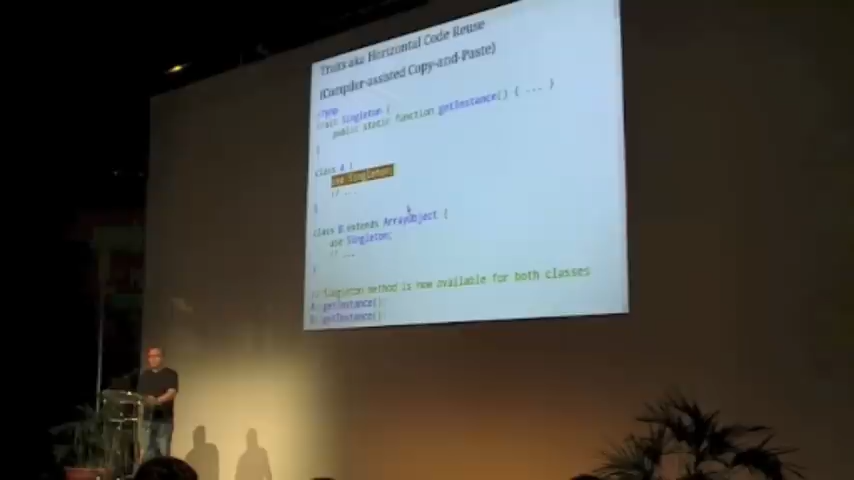 Traits aka Horizontal Code Reuse
(Compiler-assisted Copy-and-Paste)
<?php
trait Singleton {
public static function getInstance() { ... }
}
class A {
use Singleton;
// ...
}
class B extends ArrayObject {
use Singleton;
// ...
}
// Singleton method is now available for both classes
A::getInstance();
B::getInstance();